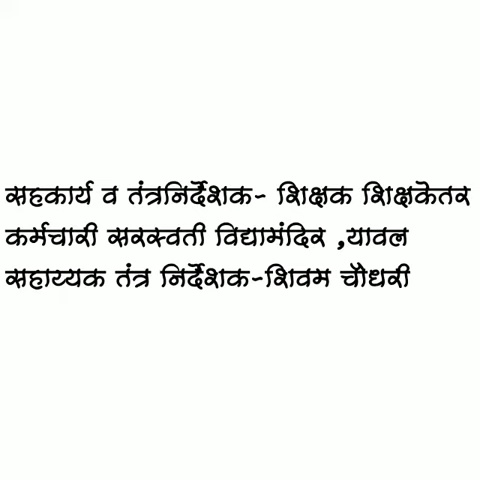 सहकार्य व तंत्रनिर्देशक- शिक्षक शिक्षकेतर
कर्मचारी सरस्वती विद्यामंदिर ,यावल
सहाय्यक तंत्र निर्देशक-शिवम चौधरी